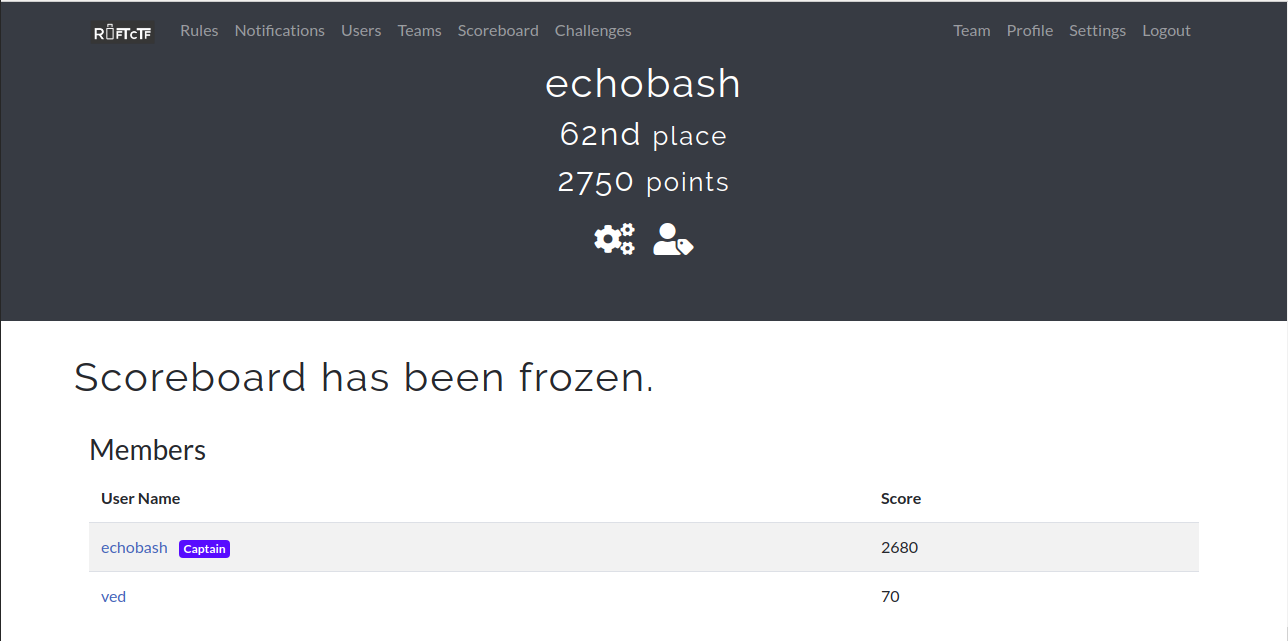 RIFTCTF Rules Notifications Users Teams Scoreboard Challenges Team Profile Settings Logout
echobash
62nd place
2750 points
Scoreboard has been frozen.
Members
User Name Score
echobash Captain 2680
ved 70